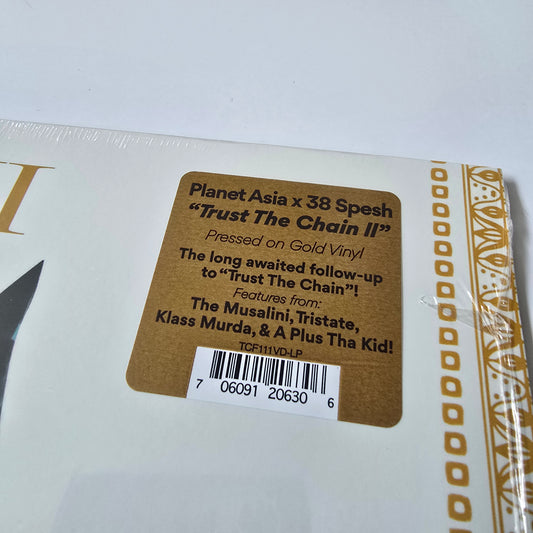 I
Planet Asia x 38 Spesh
“Trust The Chain II”
Pressed on Gold Vinyl
The long awaited follow-up
to “Trust The Chain”!
Features from:
The Musalini, Tristate,
Klass Murda, & A Plus Tha Kid!
TCF111VD-LP
7 06091 20630 6